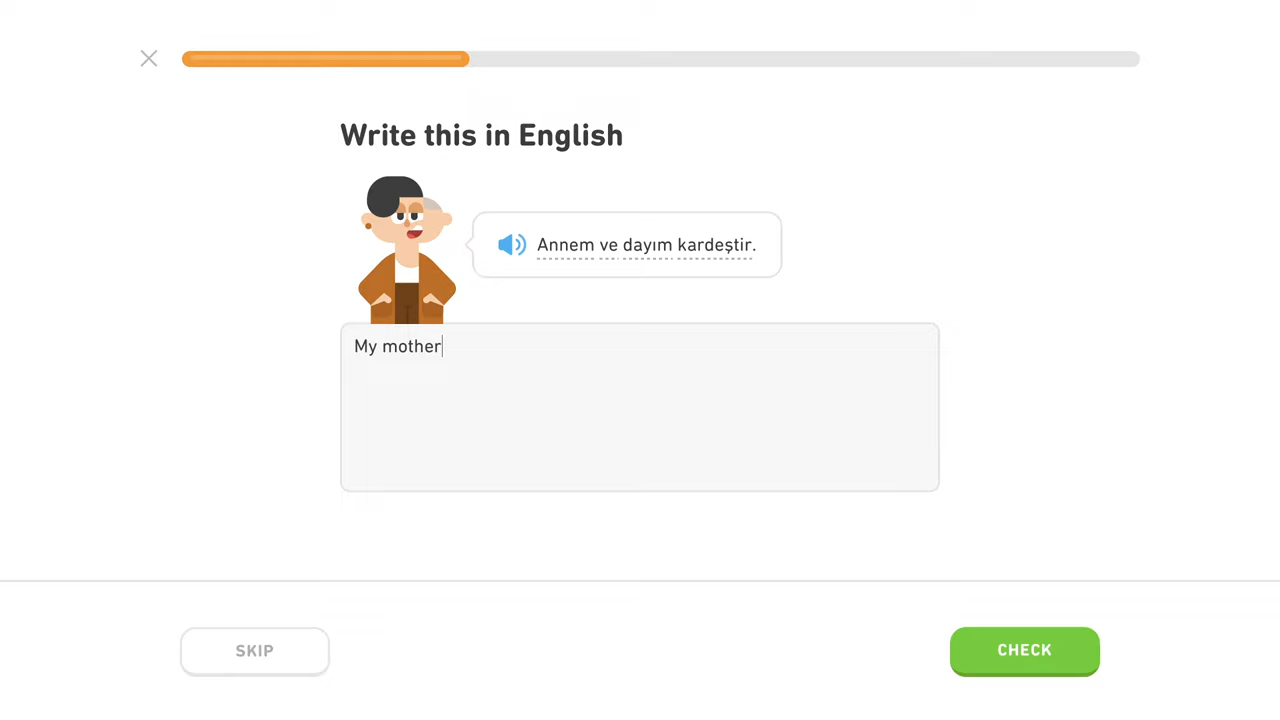 Write this in English
Annem ve dayım kardeştir.
My mother
SKIP
CHECK